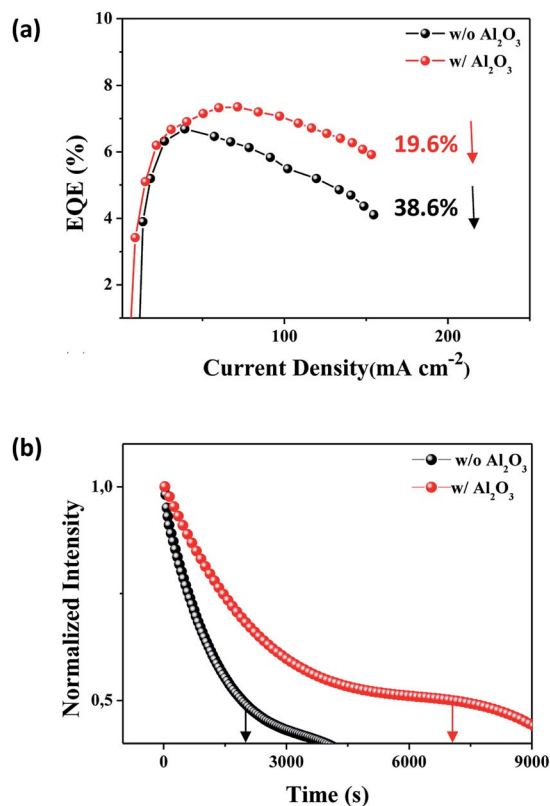 (a)
w/o Al₂O₃
w/ Al₂O₃
10
8
6
4
2
EQE (%)
19.6%
38.6%
100
200
Current Density(mA cm⁻²)
(b)
w/o Al₂O₃
w/ Al₂O₃
1,0
0,5
Normalized Intensity
0
3000
6000
9000
Time (s)